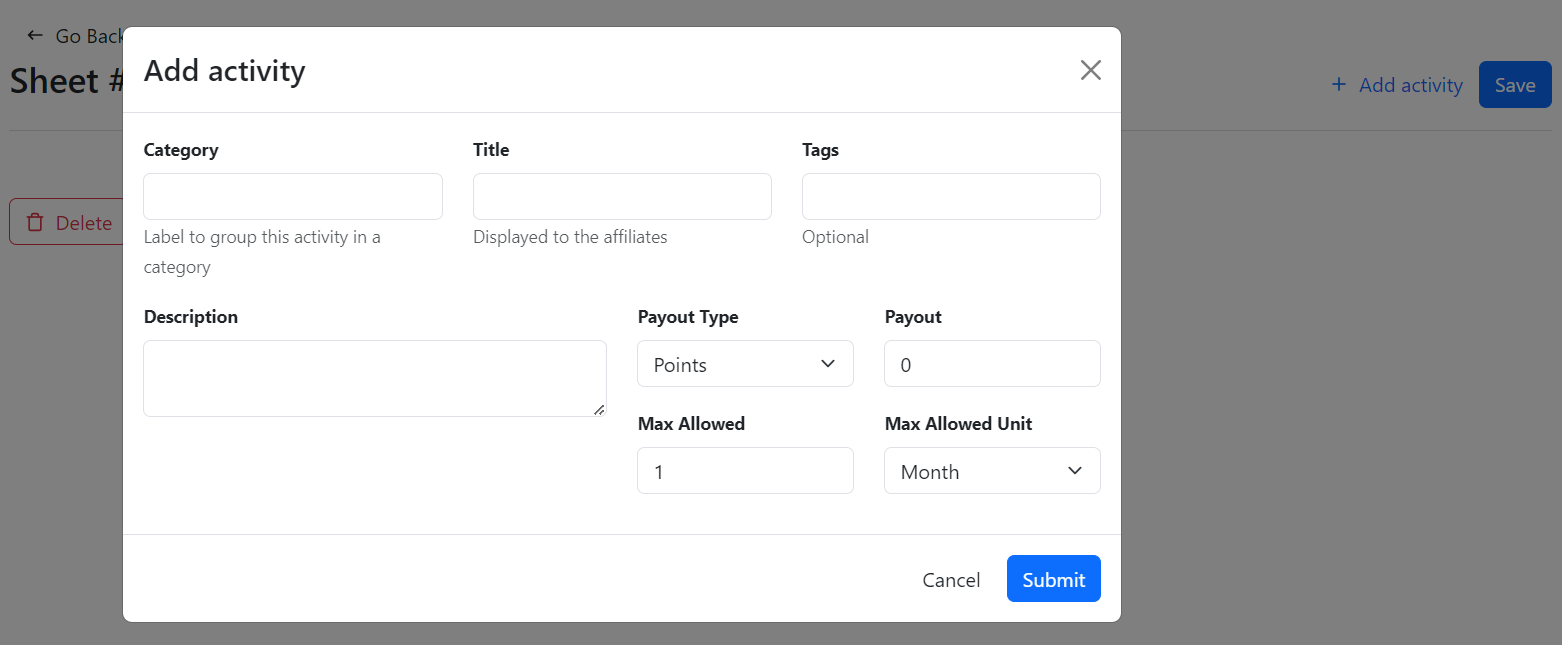 Go Back
Add activity
Sheet #
Add activity
Save
Category
Title
Tags
Label to group this activity in a
category
Displayed to the affiliates
Optional
Delete
Description
Payout Type
Payout
Points
0
Max Allowed
Max Allowed Unit
1
Month
Cancel
Submit